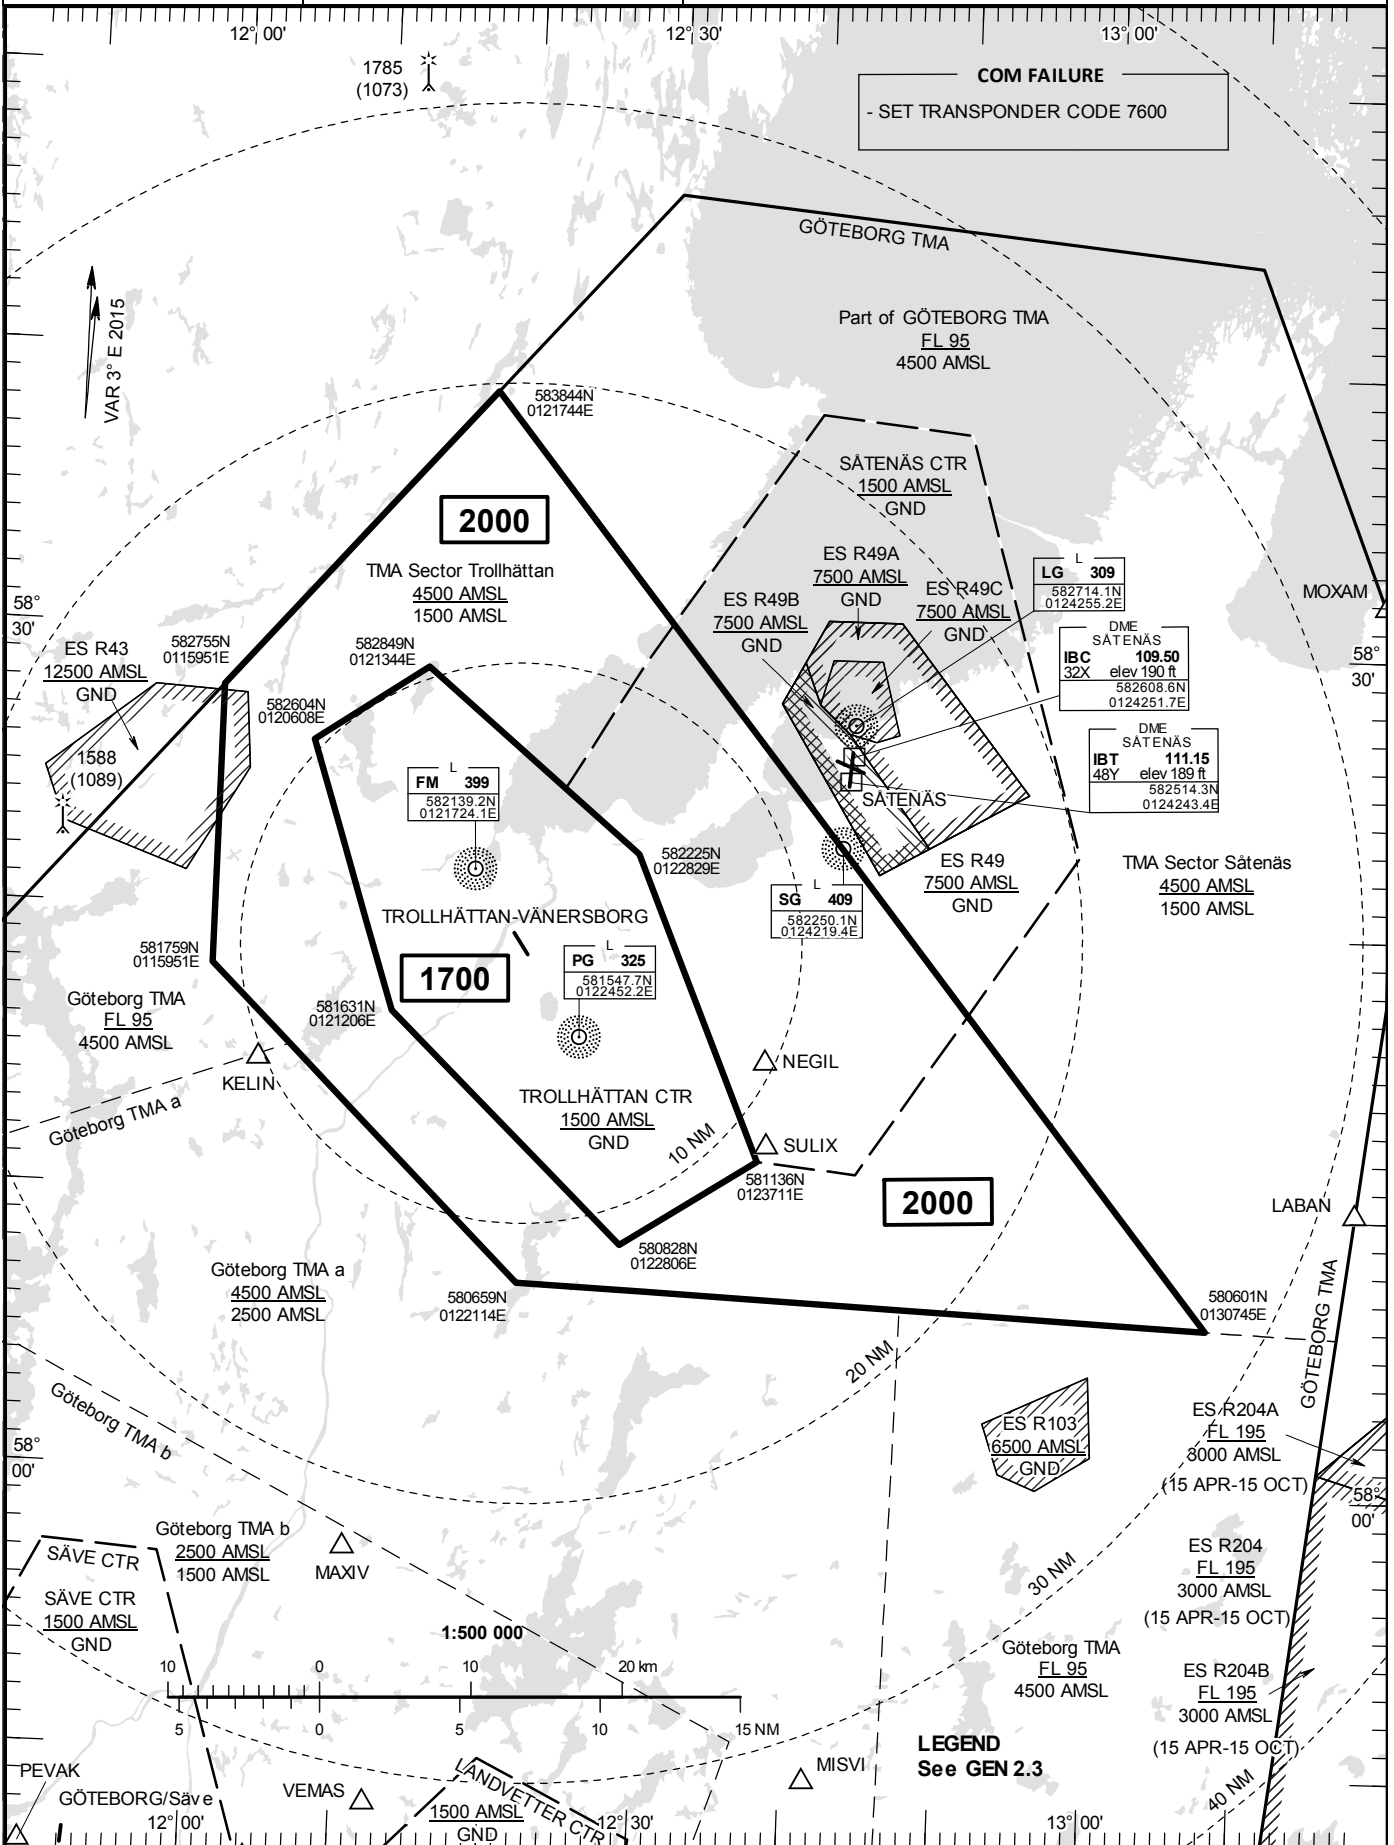 12° 00'
12° 30'
13° 00'
1785
(1073)
COM FAILURE
- SET TRANSPONDER CODE 7600
GÖTEBORG TMA
VAR 3° E 2015
Part of GÖTEBORG TMA
FL 95
4500 AMSL
583844N
0121744E
SÅTENÄS CTR
1500 AMSL
GND
2000
TMA Sector Trollhättan
4500 AMSL
1500 AMSL
ES R49A
7500 AMSL
GND
ES R49C
7500 AMSL
GND
ES R49B
7500 AMSL
GND
L
LG 309
582714.1N
0124255.2E
MOXAM
58°
30'
ES R43
12500 AMSL
GND
582755N
0115951E
582849N
0121344E
DME
SÅTENÄS
IBC 109.50
32X elev 190 ft
582608.6N
0124251.7E
58°
30'
582604N
0120608E
1588
(1089)
L
FM 399
582139.2N
0121724.1E
DME
SÅTENÄS
IBT 111.15
48Y elev 189 ft
582514.3N
0124243.4E
SÅTENÄS
582225N
0122829E
ES R49
7500 AMSL
GND
TMA Sector Såtenäs
4500 AMSL
1500 AMSL
L
SG 409
582250.1N
0124219.4E
TROLLHÄTTAN-VÄNERSBORG
581759N
0115951E
L
PG 325
581547.7N
0122452.2E
1700
Göteborg TMA
FL 95
4500 AMSL
581631N
0121206E
KELIN
NEGIL
Göteborg TMA a
TROLLHÄTTAN CTR
1500 AMSL
GND
10 NM
SULIX
581136N
0123711E
2000
LABAN
580828N
0122806E
Göteborg TMA a
4500 AMSL
2500 AMSL
580659N
0122114E
580601N
0130745E
GÖTEBORG TMA
20 NM
Göteborg TMA b
ES R103
6500 AMSL
GND
ES R204A
FL 195
3000 AMSL
(15 APR-15 OCT)
58°
00'
58°
00'
SÄVE CTR
Göteborg TMA b
2500 AMSL
1500 AMSL
MAXIV
ES R204
FL 195
3000 AMSL
(15 APR-15 OCT)
30 NM
SÄVE CTR
1500 AMSL
GND
1:500 000
10 0 10 20 km
5 0 5 10 15 NM
Göteborg TMA
FL 95
4500 AMSL
ES R204B
FL 195
3000 AMSL
(15 APR-15 OCT)
LEGEND
See GEN 2.3
MISVI
PEVAK
GÖTEBORG/Säve
VEMAS
LANDVETTER CTR
1500 AMSL
GND
40 NM
12° 00'
12° 30'
13° 00'